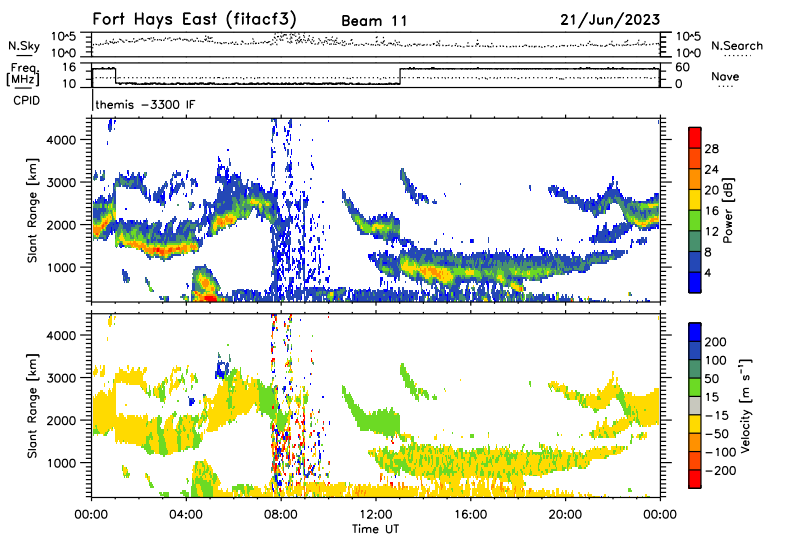 Fort Hays East (fitacf3) Beam 11 21/Jun/2023
N.Sky 10^5 10^0 10^5 10^0 N.Search
Freq. [MHz] 16 10 60 0 Nave
CPID themis -3300 IF
Slant Range [km] 4000 3000 2000 1000
Power [dB] 28 24 20 16 12 8 4
Slant Range [km] 4000 3000 2000 1000
Velocity [m s⁻¹] 200 100 50 15 -15 -50 -100 -200
00:00 04:00 08:00 12:00 16:00 20:00 00:00
Time UT